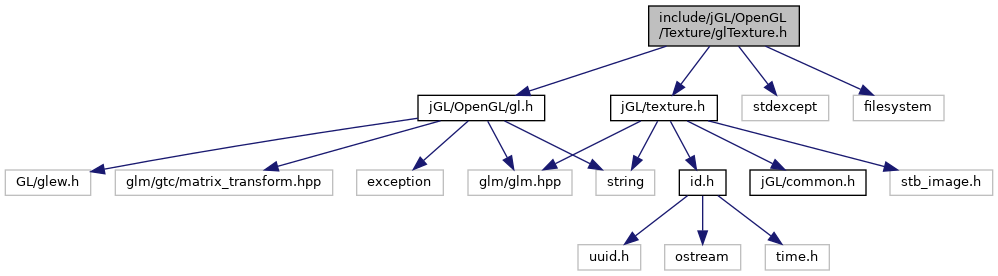 include/jGL/OpenGL
/Texture/glTexture.h
jGL/OpenGL/gl.h
jGL/texture.h
stdexcept
filesystem
GL/glew.h
glm/gtc/matrix_transform.hpp
exception
glm/glm.hpp
string
id.h
jGL/common.h
stb_image.h
uuid.h
ostream
time.h